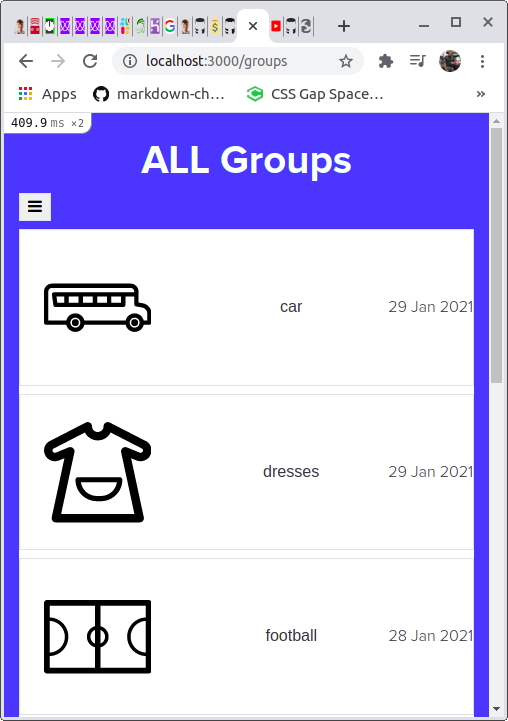 localhost:3000/groups
Apps
markdown-ch...
CSS Gap Space...
»
409.9 ms ×2
ALL Groups
car
29 Jan 2021
dresses
29 Jan 2021
football
28 Jan 2021